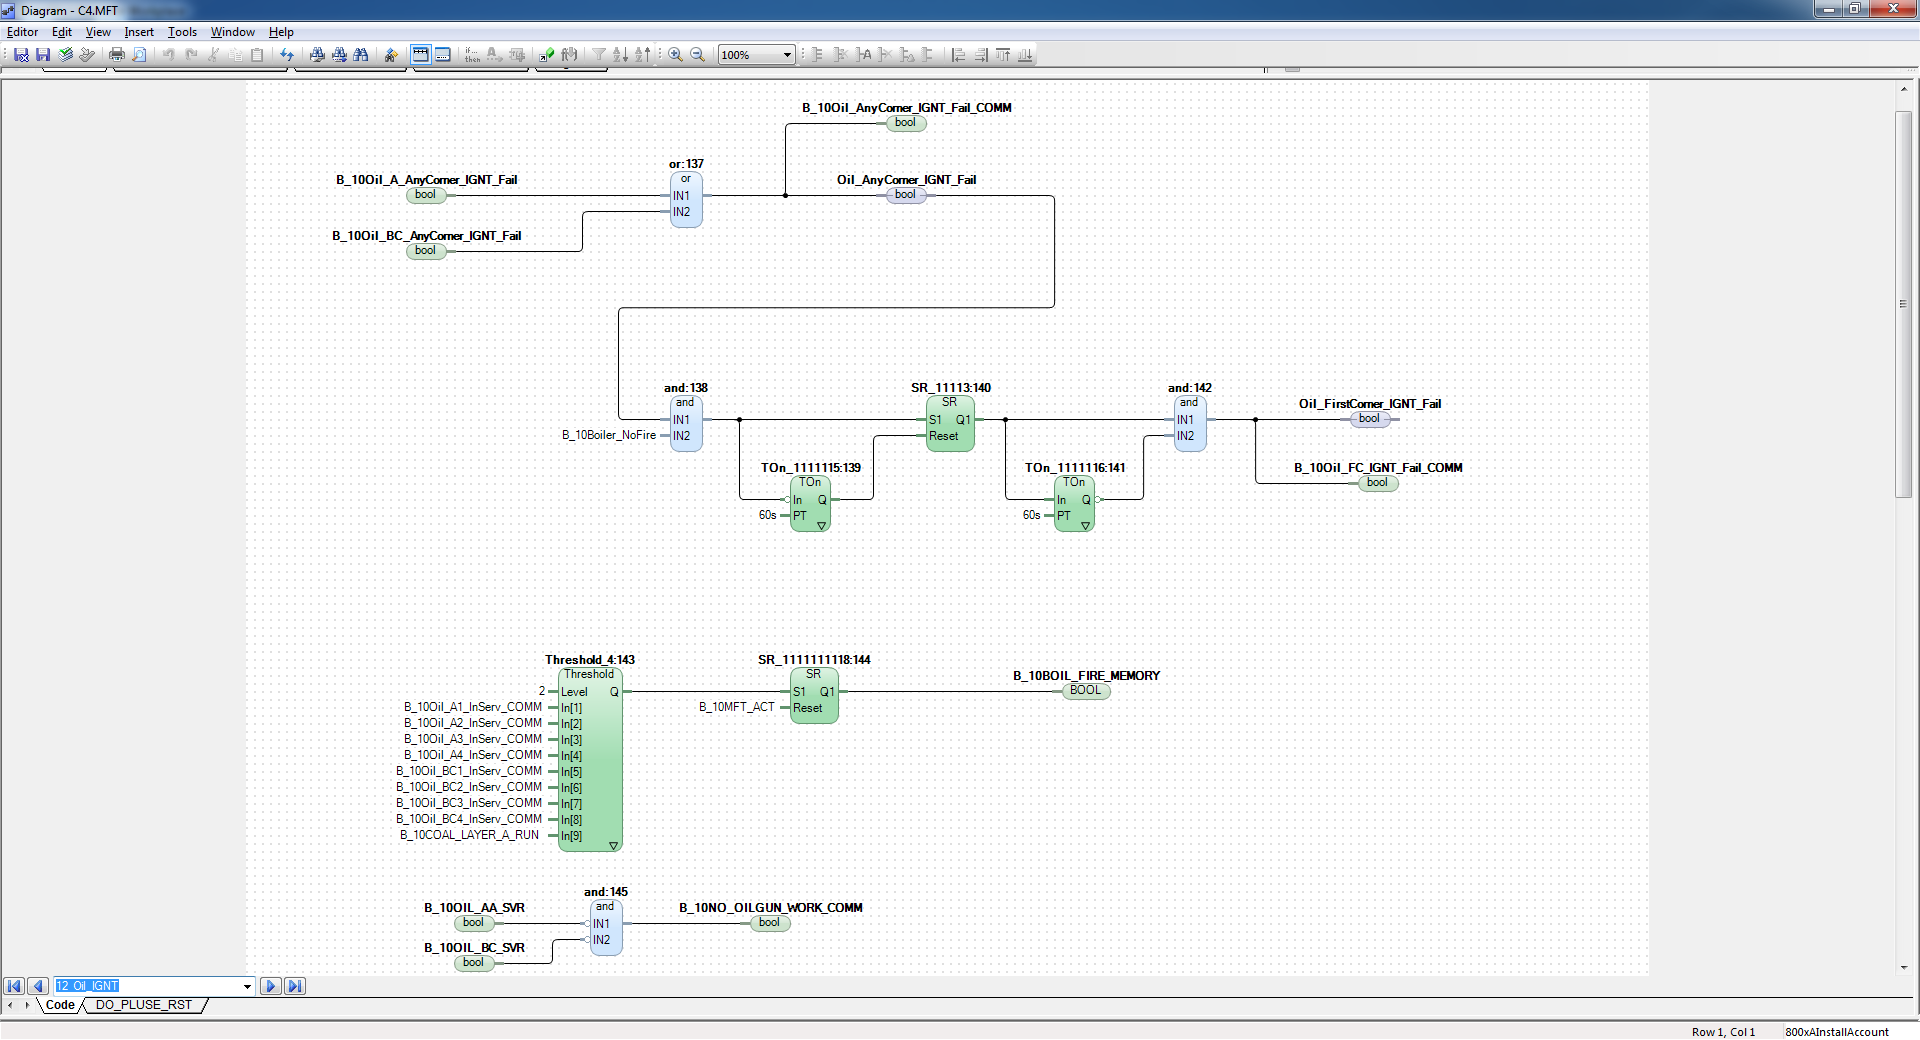 Diagram - C4.MFT
Editor Edit View Insert Tools Window Help
if... then
100%
B_10Oil_AnyCorner_IGNT_Fail_COMM
bool
or:137
or
IN1
IN2
B_10Oil_A_AnyCorner_IGNT_Fail
bool
Oil_AnyCorner_IGNT_Fail
bool
B_10Oil_BC_AnyCorner_IGNT_Fail
bool
and:138
and
IN1
B_10Boiler_NoFire IN2
SR_11113:140
SR
S1 Q1
Reset
and:142
and
IN1
IN2
Oil_FirstCorner_IGNT_Fail
bool
TOn_1111115:139
TOn
In Q
60s PT
TOn_1111116:141
TOn
In Q
60s PT
B_10Oil_FC_IGNT_Fail_COMM
bool
Threshold_4:143
Threshold
2 Level Q
B_10Oil_A1_InServ_COMM In[1]
B_10Oil_A2_InServ_COMM In[2]
B_10Oil_A3_InServ_COMM In[3]
B_10Oil_A4_InServ_COMM In[4]
B_10Oil_BC1_InServ_COMM In[5]
B_10Oil_BC2_InServ_COMM In[6]
B_10Oil_BC3_InServ_COMM In[7]
B_10Oil_BC4_InServ_COMM In[8]
B_10COAL_LAYER_A_RUN In[9]
SR_1111111118:144
SR
S1 Q1
B_10MFT_ACT Reset
B_10BOIL_FIRE_MEMORY
BOOL
and:145
and
IN1
IN2
B_10OIL_AA_SVR
bool
B_10NO_OILGUN_WORK_COMM
bool
B_10OIL_BC_SVR
bool
12 Oil_IGNT
Code DO_PLUSE_RST
Row 1, Col 1 800xAInstallAccount